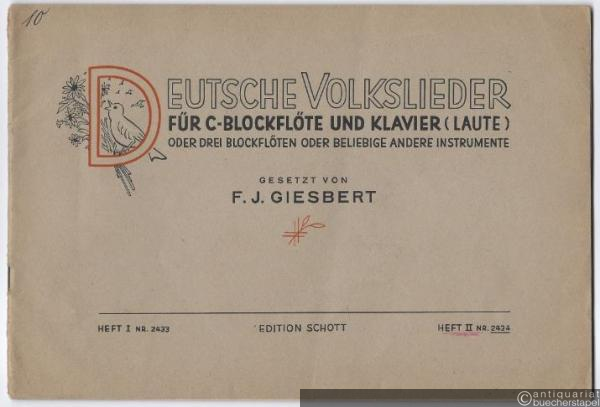 10
DEUTSCHE VOLKSLIEDER
FÜR C-BLOCKFLÖTE UND KLAVIER (LAUTE)
ODER DREI BLOCKFLÖTEN ODER BELIEBIGE ANDERE INSTRUMENTE
GESETZT VON
F. J. GIESBERT
HEFT I NR. 2433 EDITION SCHOTT HEFT II NR. 2424
antiquariat
buecherstapel